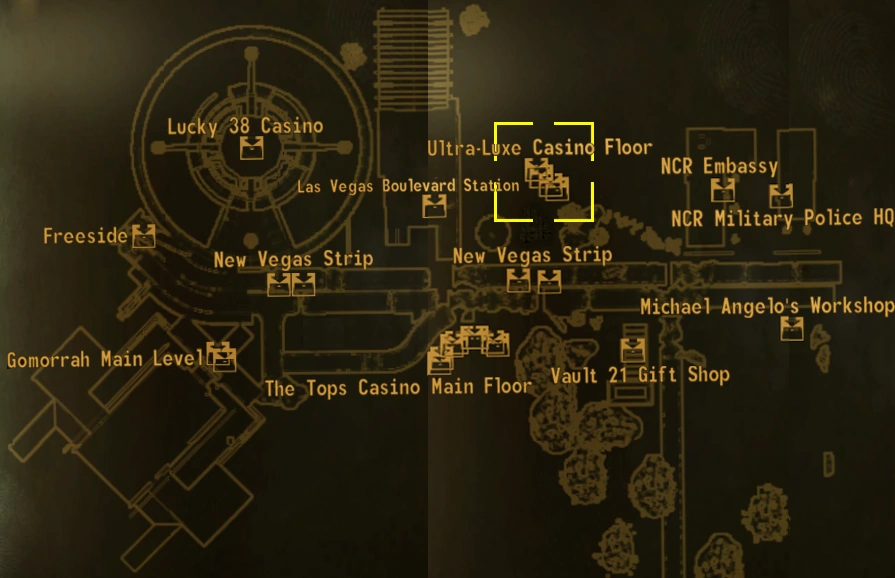 Lucky 38 Casino
Ultra-Luxe Casino Floor
NCR Embassy
Las Vegas Boulevard Station
NCR Military Police HQ
Freeside
New Vegas Strip
New Vegas Strip
Michael Angelo's Workshop
Gomorrah Main Level
The Tops Casino Main Floor
Vault 21 Gift Shop